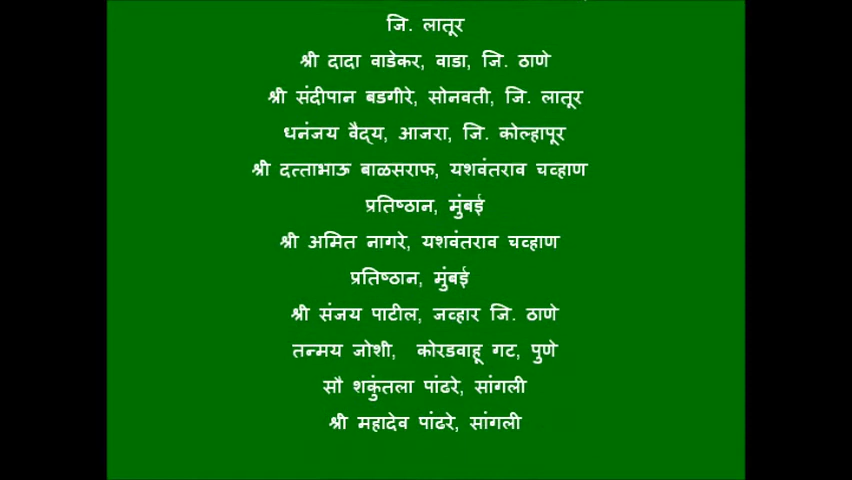 जि. लातूर
श्री दादा वाडेकर, वाडा, जि. ठाणे
श्री संदीपान बडगीरे, सोनवती, जि. लातूर
धनंजय वैद्य, आजरा, जि. कोल्हापूर
श्री दत्ताभाऊ बाळसराफ, यशवंतराव चव्हाण
प्रतिष्ठान, मुंबई
श्री अमित नागरे, यशवंतराव चव्हाण
प्रतिष्ठान, मुंबई
श्री संजय पाटील, जव्हार जि. ठाणे
तन्मय जोशी, कोरडवाहू गट, पुणे
सौ शकुंतला पांढरे, सांगली
श्री महादेव पांढरे, सांगली